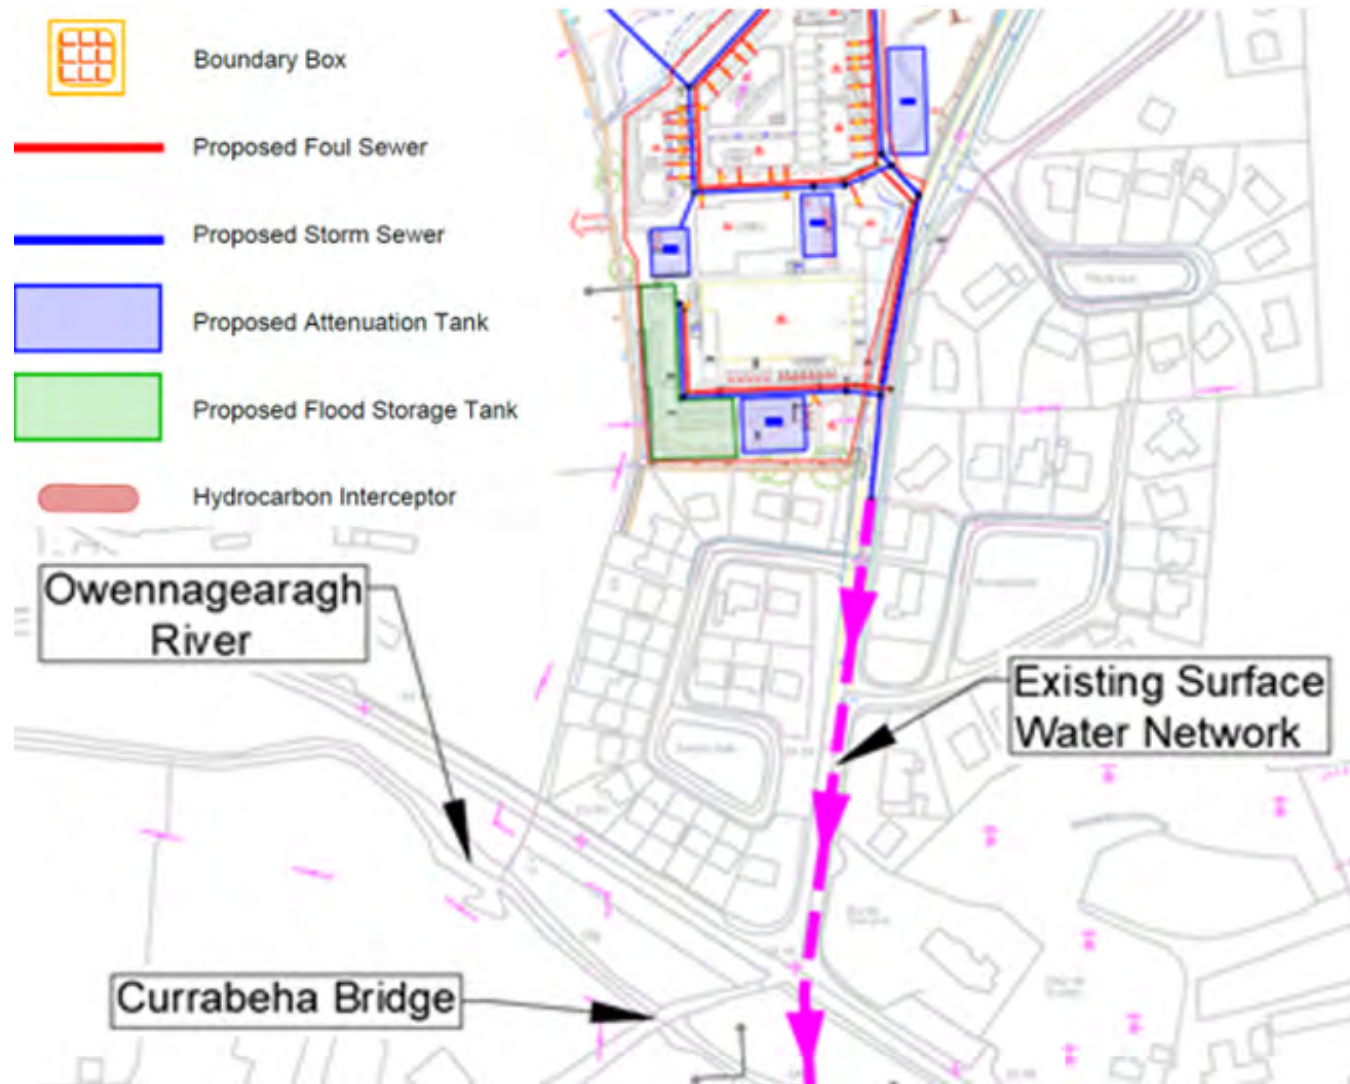 Boundary Box
Proposed Foul Sewer
Proposed Storm Sewer
Proposed Attenuation Tank
Proposed Flood Storage Tank
Hydrocarbon Interceptor
Owennagearagh
River
Existing Surface
Water Network
Currabeha Bridge